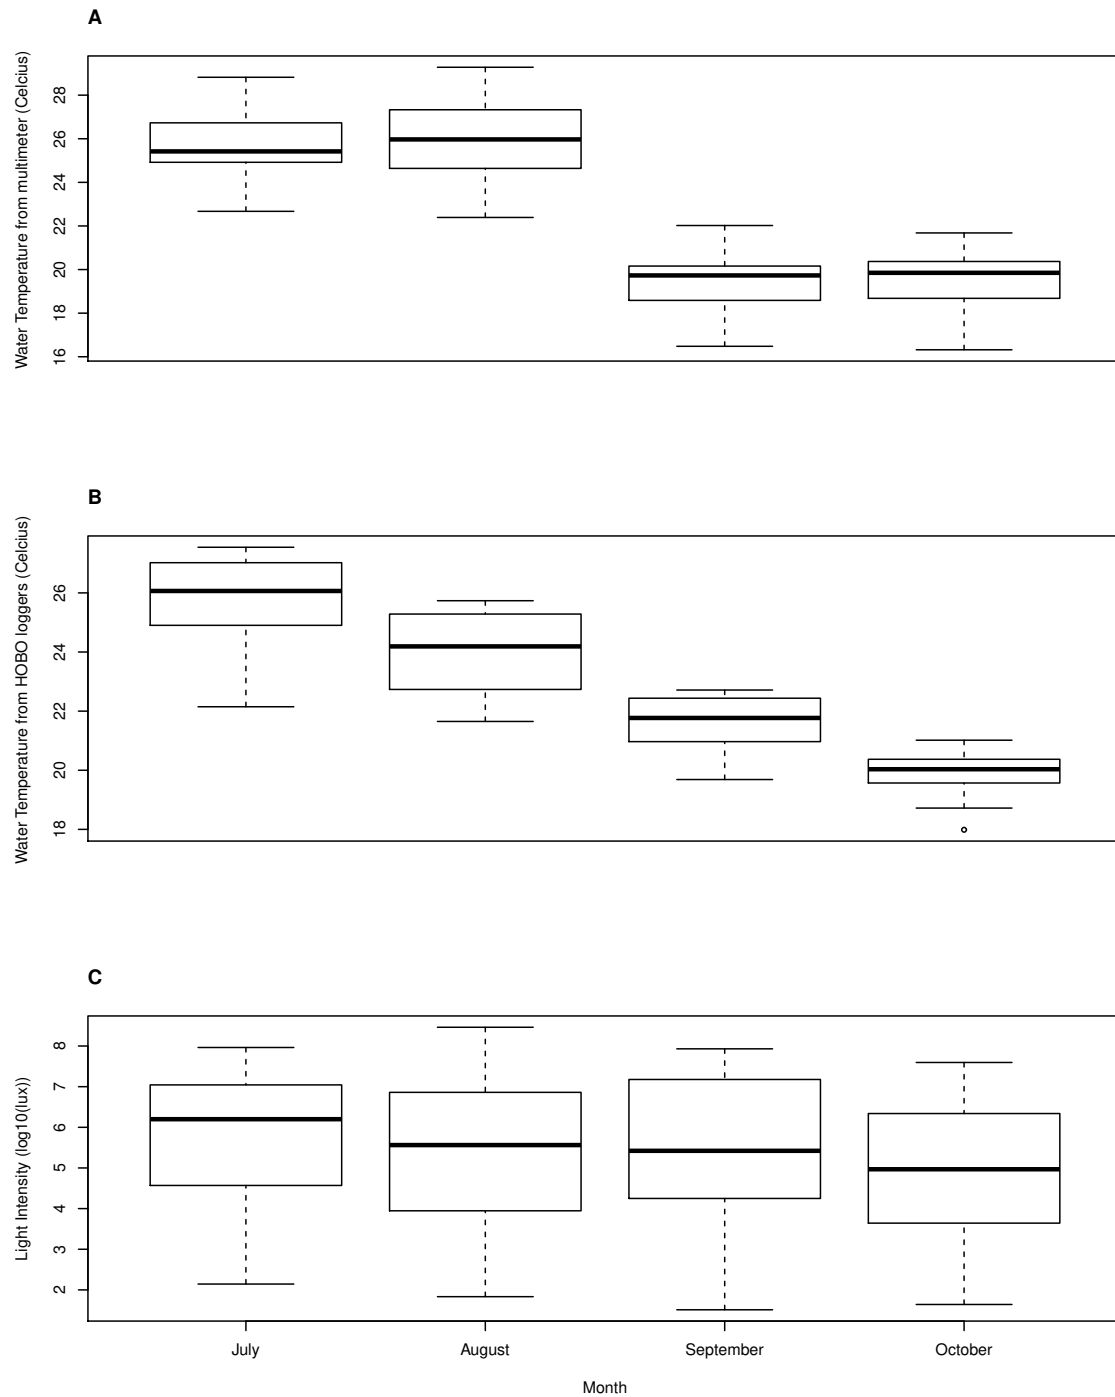 A
Water Temperature from multimeter (Celcius)
28
26
24
22
20
18
16
B
Water Temperature from HOBO loggers (Celcius)
26
24
22
20
18
C
Light Intensity (log10(lux))
8
7
6
5
4
3
2
July August September October
Month